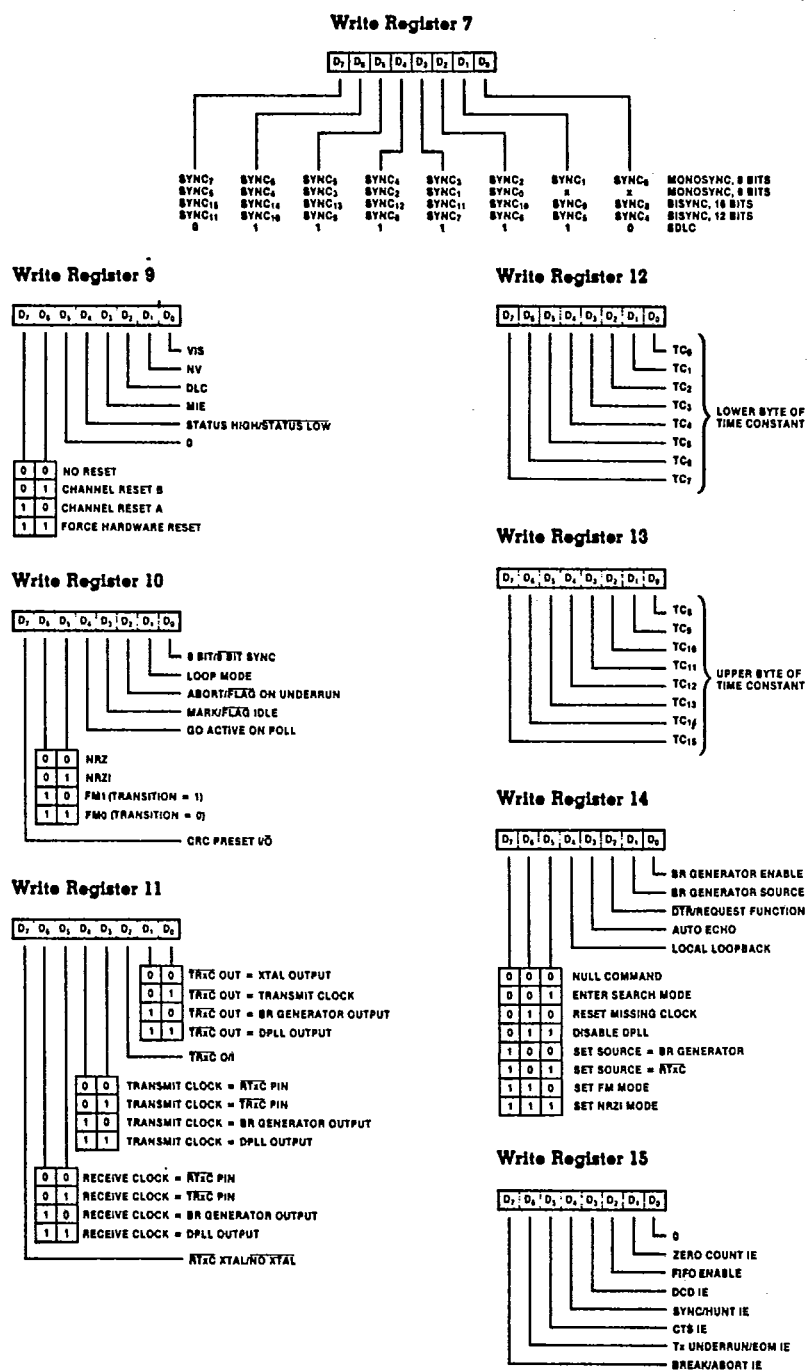 Write Register 7
D7 D6 D5 D4 D3 D2 D1 D0
SYNC7 SYNC6 SYNC5 SYNC4 SYNC3 SYNC2 SYNC1 SYNC0 MONOSYNC, 8 BITS
SYNC5 SYNC4 SYNC3 SYNC2 SYNC1 SYNC0 x x MONOSYNC, 6 BITS
SYNC15 SYNC14 SYNC13 SYNC12 SYNC11 SYNC10 SYNC9 SYNC8 BISYNC, 16 BITS
SYNC11 SYNC10 SYNC9 SYNC8 SYNC7 SYNC6 SYNC5 SYNC4 BISYNC, 12 BITS
0 1 1 1 1 1 1 0 SDLC
Write Register 9
D7 D6 D5 D4 D3 D2 D1 D0
VIS
NV
DLC
MIE
STATUS HIGH/STATUS LOW
0
0 0 NO RESET
0 1 CHANNEL RESET B
1 0 CHANNEL RESET A
1 1 FORCE HARDWARE RESET
Write Register 10
D7 D6 D5 D4 D3 D2 D1 D0
6 BIT/8 BIT SYNC
LOOP MODE
ABORT/FLAG ON UNDERRUN
MARK/FLAG IDLE
GO ACTIVE ON POLL
0 0 NRZ
0 1 NRZI
1 0 FM1 (TRANSITION = 1)
1 1 FM0 (TRANSITION = 0)
CRC PRESET I/O
Write Register 11
D7 D6 D5 D4 D3 D2 D1 D0
0 0 TRxC OUT = XTAL OUTPUT
0 1 TRxC OUT = TRANSMIT CLOCK
1 0 TRxC OUT = BR GENERATOR OUTPUT
1 1 TRxC OUT = DPLL OUTPUT
TRxC O/I
0 0 TRANSMIT CLOCK = RTxC PIN
0 1 TRANSMIT CLOCK = TRxC PIN
1 0 TRANSMIT CLOCK = BR GENERATOR OUTPUT
1 1 TRANSMIT CLOCK = DPLL OUTPUT
0 0 RECEIVE CLOCK = RTxC PIN
0 1 RECEIVE CLOCK = TRxC PIN
1 0 RECEIVE CLOCK = BR GENERATOR OUTPUT
1 1 RECEIVE CLOCK = DPLL OUTPUT
RTxC XTAL/NO XTAL
Write Register 12
D7 D6 D5 D4 D3 D2 D1 D0
TC0
TC1
TC2
TC3
TC4
TC5
TC6
TC7
LOWER BYTE OF
TIME CONSTANT
Write Register 13
D7 D6 D5 D4 D3 D2 D1 D0
TC8
TC9
TC10
TC11
TC12
TC13
TC14
TC15
UPPER BYTE OF
TIME CONSTANT
Write Register 14
D7 D6 D5 D4 D3 D2 D1 D0
BR GENERATOR ENABLE
BR GENERATOR SOURCE
DTR/REQUEST FUNCTION
AUTO ECHO
LOCAL LOOPBACK
0 0 0 NULL COMMAND
0 0 1 ENTER SEARCH MODE
0 1 0 RESET MISSING CLOCK
0 1 1 DISABLE DPLL
1 0 0 SET SOURCE = BR GENERATOR
1 0 1 SET SOURCE = RTxC
1 1 0 SET FM MODE
1 1 1 SET NRZI MODE
Write Register 15
D7 D6 D5 D4 D3 D2 D1 D0
0
ZERO COUNT IE
FIFO ENABLE
DCD IE
SYNC/HUNT IE
CTS IE
Tx UNDERRUN/EOM IE
BREAK/ABORT IE